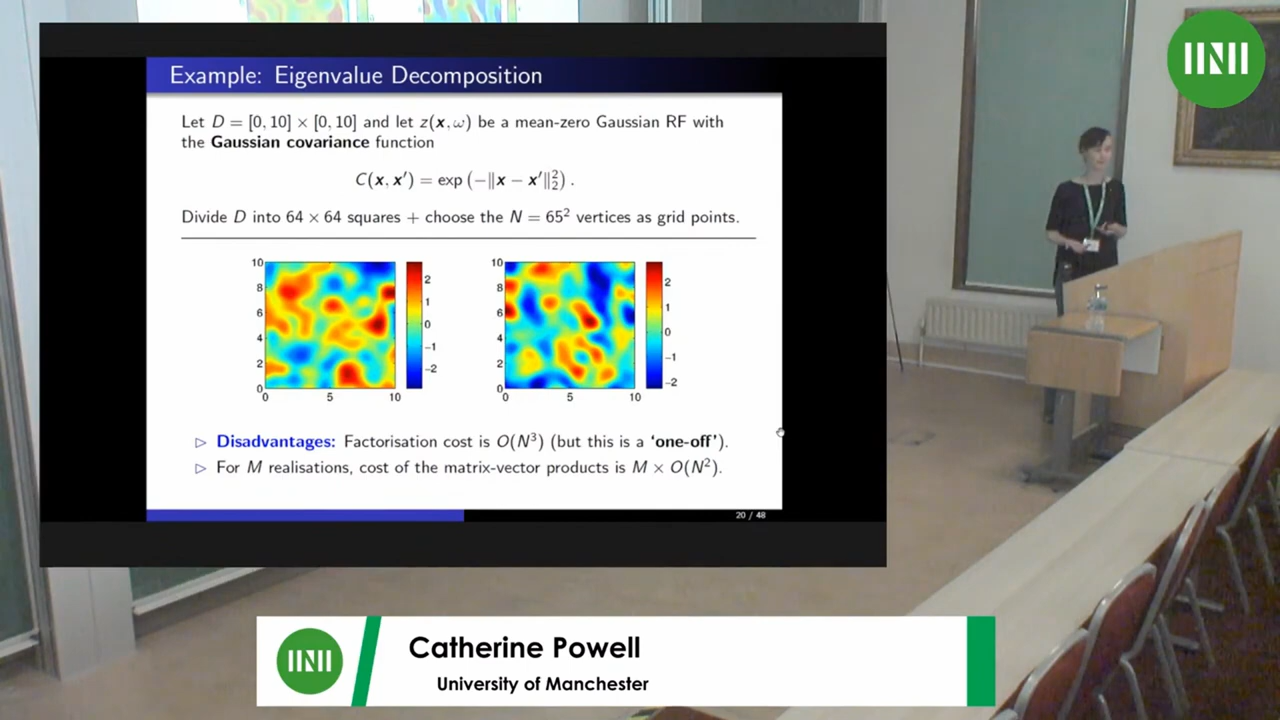 Example: Eigenvalue Decomposition
Let D = [0, 10] × [0, 10] and let z(x, ω) be a mean-zero Gaussian RF with
the Gaussian covariance function
C(x, x′) = exp (−‖x − x′‖₂²) .
Divide D into 64 × 64 squares + choose the N = 65² vertices as grid points.
10
8
6
4
2
0
0 5 10
2
1
0
−1
−2
10
8
6
4
2
0
0 5 10
2
1
0
−1
−2
▷ Disadvantages: Factorisation cost is O(N³) (but this is a ‘one-off’).
▷ For M realisations, cost of the matrix-vector products is M × O(N²).
20 / 48
Catherine Powell
University of Manchester